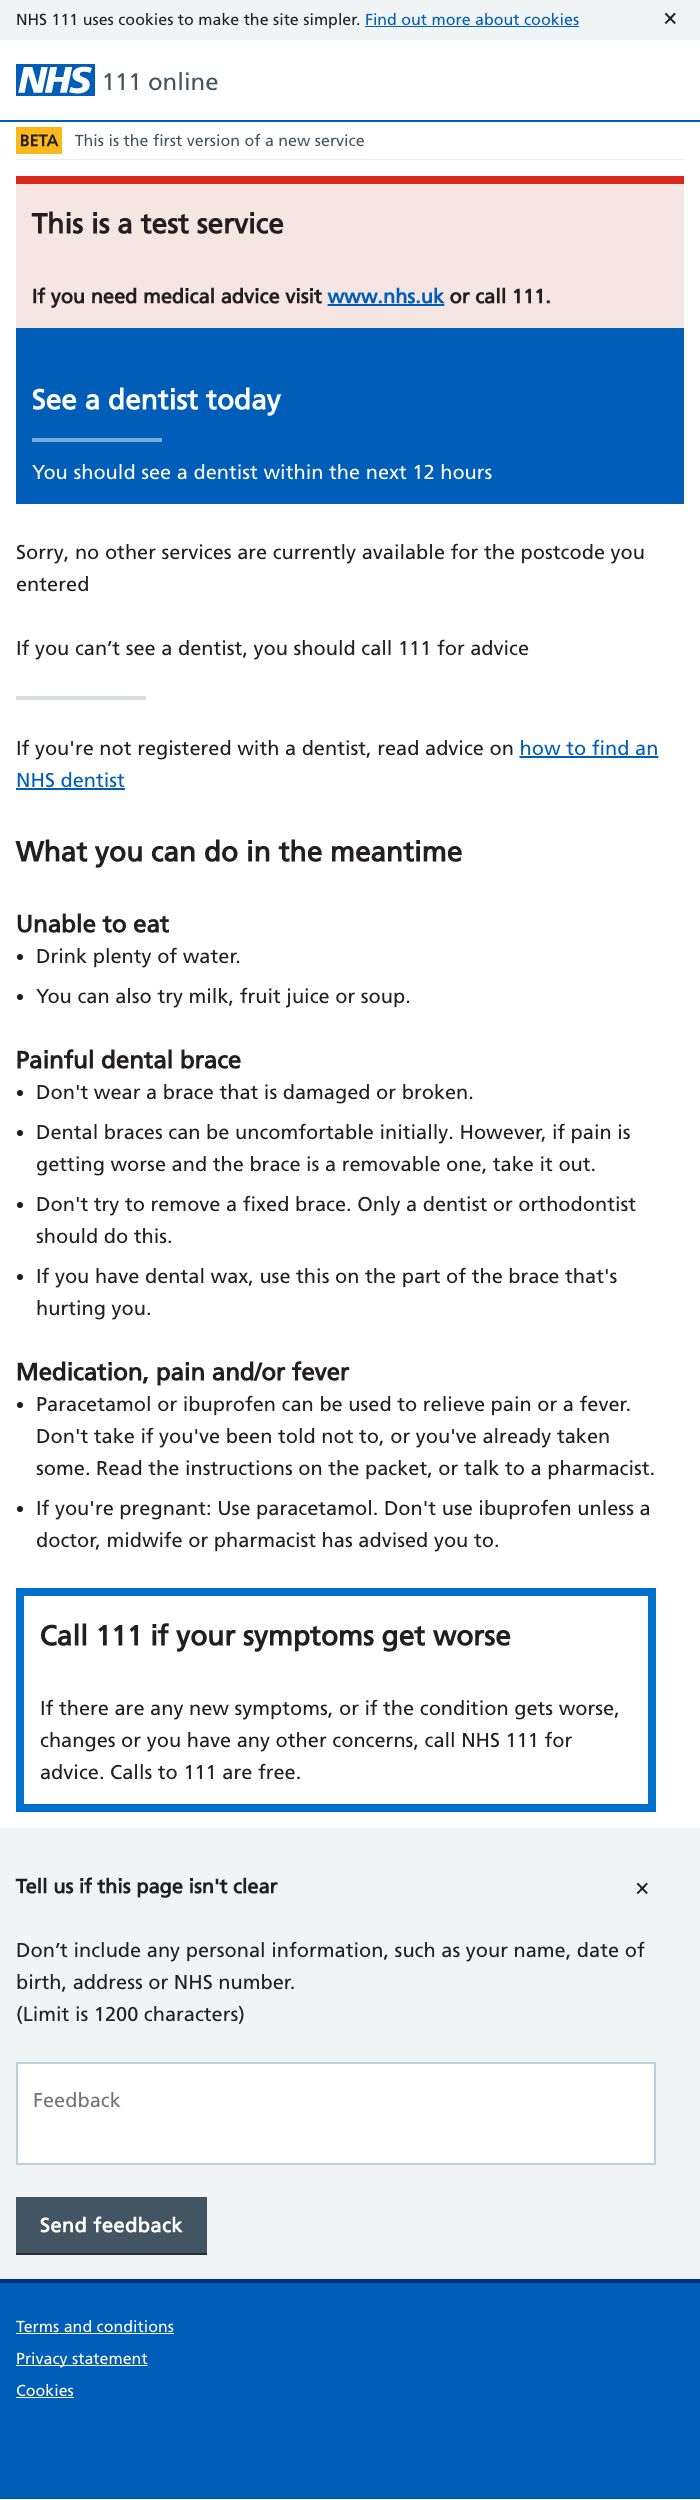 NHS 111 uses cookies to make the site simpler. Find out more about cookies ✕
NHS 111 online
BETA This is the first version of a new service
This is a test service
If you need medical advice visit www.nhs.uk or call 111.
See a dentist today
You should see a dentist within the next 12 hours
Sorry, no other services are currently available for the postcode you
entered
If you can’t see a dentist, you should call 111 for advice
If you're not registered with a dentist, read advice on how to find an
NHS dentist
What you can do in the meantime
Unable to eat
• Drink plenty of water.
• You can also try milk, fruit juice or soup.
Painful dental brace
• Don't wear a brace that is damaged or broken.
• Dental braces can be uncomfortable initially. However, if pain is
getting worse and the brace is a removable one, take it out.
• Don't try to remove a fixed brace. Only a dentist or orthodontist
should do this.
• If you have dental wax, use this on the part of the brace that's
hurting you.
Medication, pain and/or fever
• Paracetamol or ibuprofen can be used to relieve pain or a fever.
Don't take if you've been told not to, or you've already taken
some. Read the instructions on the packet, or talk to a pharmacist.
• If you're pregnant: Use paracetamol. Don't use ibuprofen unless a
doctor, midwife or pharmacist has advised you to.
Call 111 if your symptoms get worse
If there are any new symptoms, or if the condition gets worse,
changes or you have any other concerns, call NHS 111 for
advice. Calls to 111 are free.
Tell us if this page isn't clear ✕
Don’t include any personal information, such as your name, date of
birth, address or NHS number.
(Limit is 1200 characters)
Feedback
Send feedback
Terms and conditions
Privacy statement
Cookies